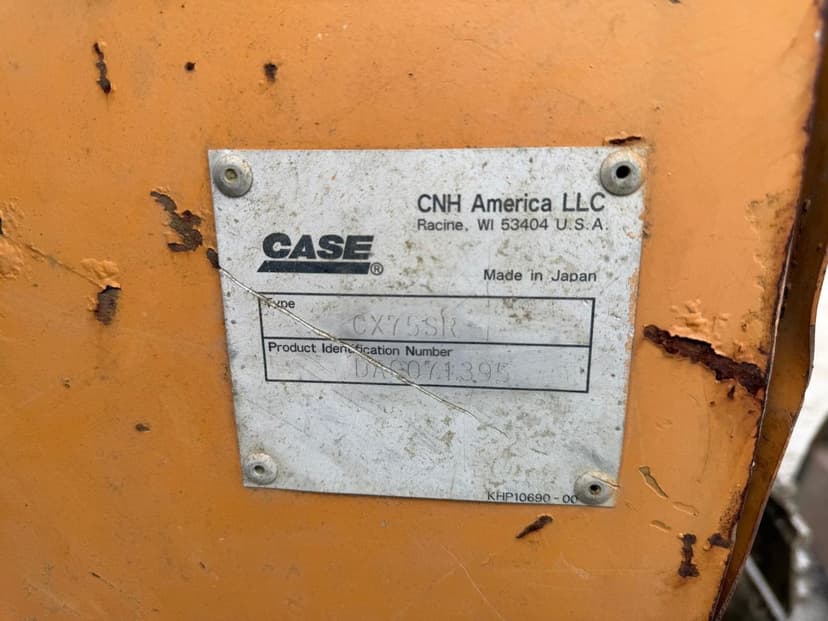 CNH America LLC
Racine, WI 53404 U.S.A.
CASE®
Made in Japan
Type
CX75SR
Product Identification Number
DAC071395
KHP10690-00